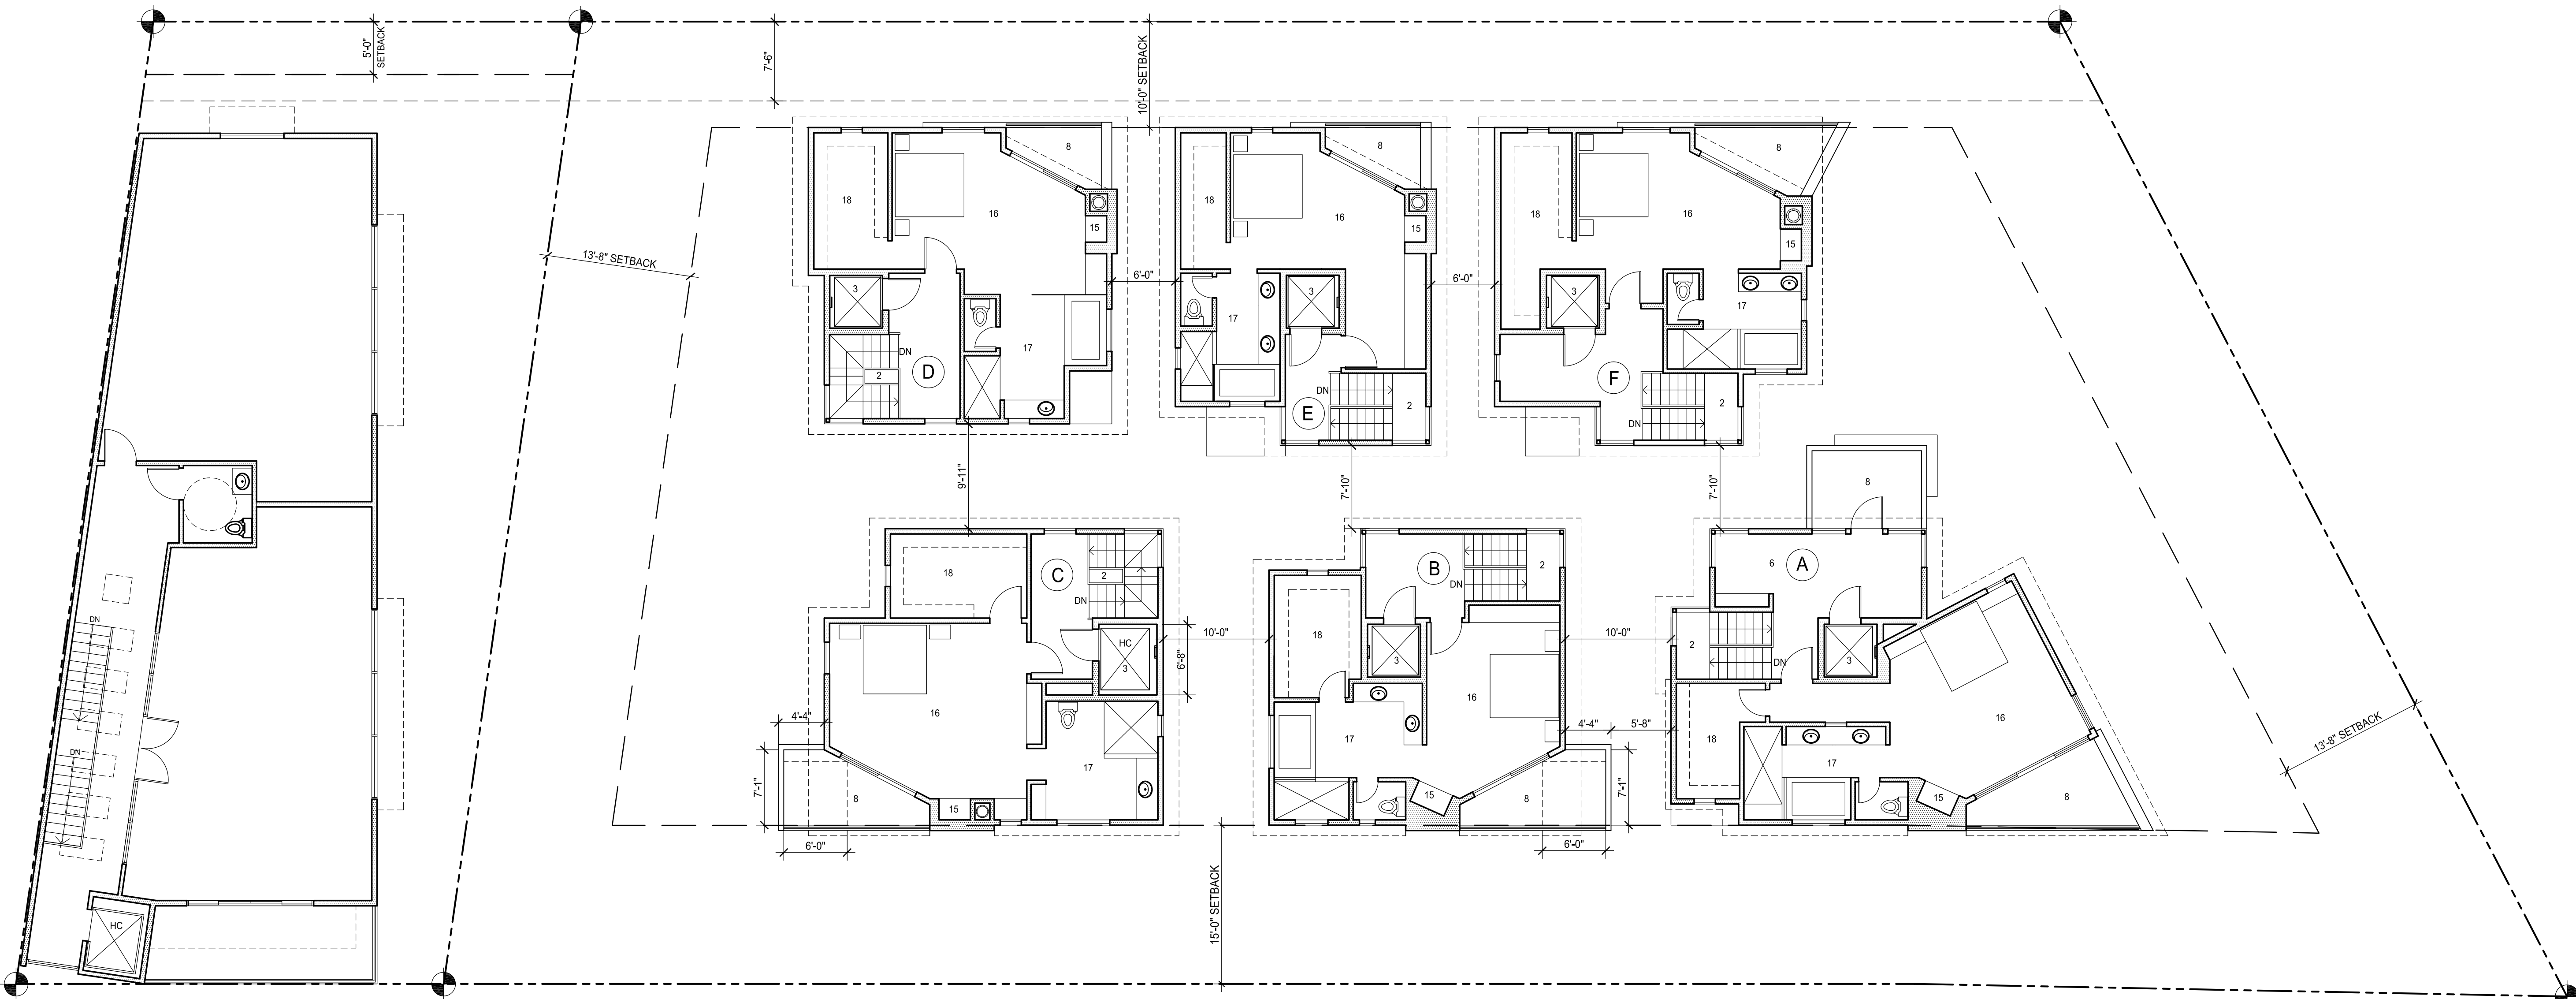 5'-0"
SETBACK
7'-6"
10'-0" SETBACK
13'-8" SETBACK
18
16
8
15
3
DN
2
D
17
6'-0"
18
16
8
15
17
3
DN
E
2
6'-0"
18
16
8
15
3
17
F
2
DN
9'-11"
7'-10"
7'-10"
8
18
C
2
DN
HC
3
6'-8"
10'-0"
16
17
15
8
4'-4"
7'-1"
6'-0"
B
DN
2
18
3
16
17
15
8
10'-0"
4'-4"
5'-8"
7'-1"
6'-0"
6
A
2
DN
3
16
18
17
15
8
13'-8" SETBACK
DN
DN
HC
15'-0" SETBACK